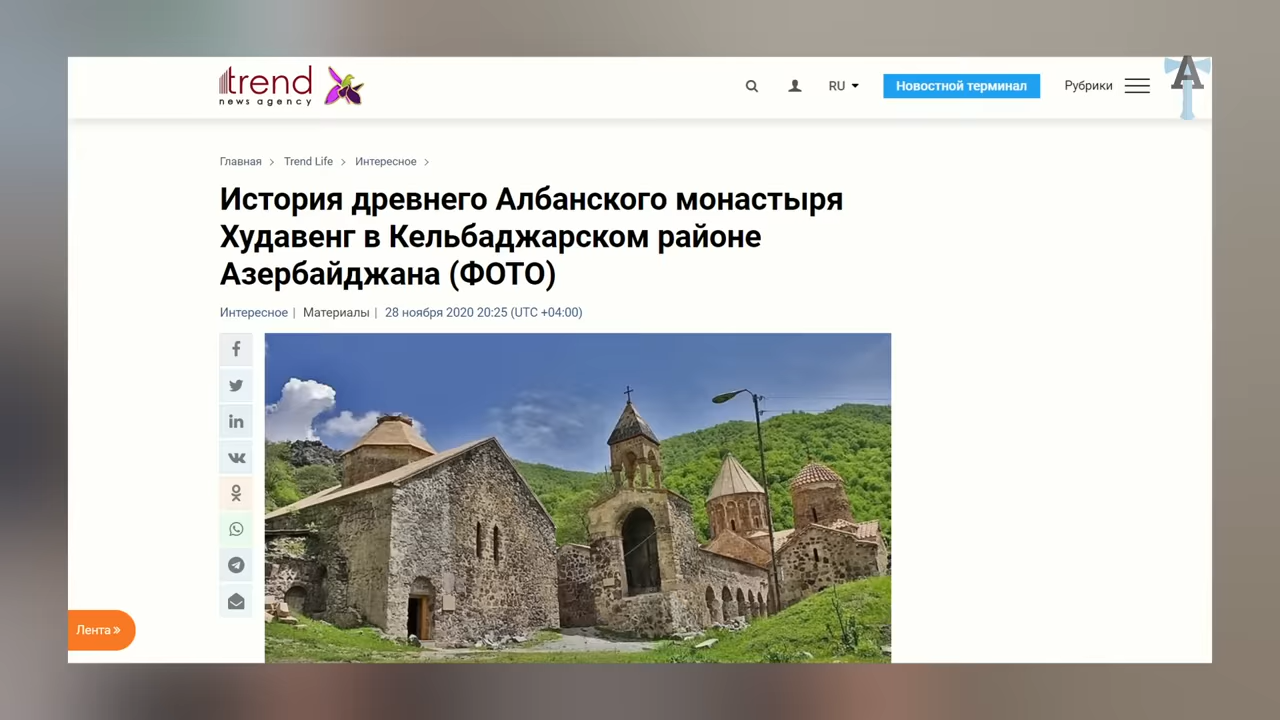 trend
news agency
RU
Новостной терминал
Рубрики
A
Главная > Trend Life > Интересное >
История древнего Албанского монастыря
Худавенг в Кельбаджарском районе
Азербайджана (ФОТО)
Интересное | Материалы | 28 ноября 2020 20:25 (UTC +04:00)
Лента »